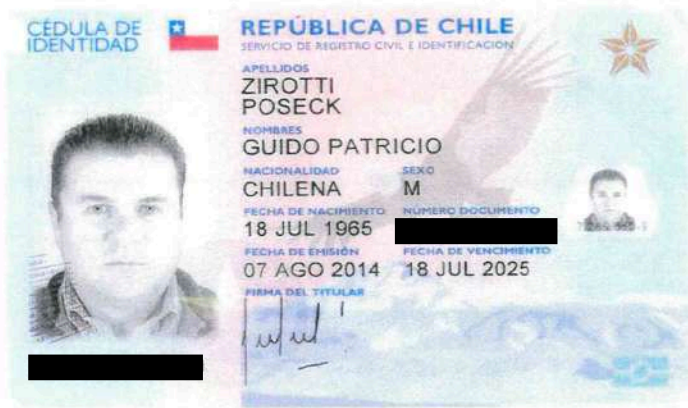 CÉDULA DE
IDENTIDAD
REPÚBLICA DE CHILE
SERVICIO DE REGISTRO CIVIL E IDENTIFICACIÓN
APELLIDOS
ZIROTTI
POSECK
NOMBRES
GUIDO PATRICIO
NACIONALIDAD SEXO
CHILENA M
FECHA DE NACIMIENTO NÚMERO DOCUMENTO
18 JUL 1965
FECHA DE EMISIÓN FECHA DE VENCIMIENTO
07 AGO 2014 18 JUL 2025
FIRMA DEL TITULAR